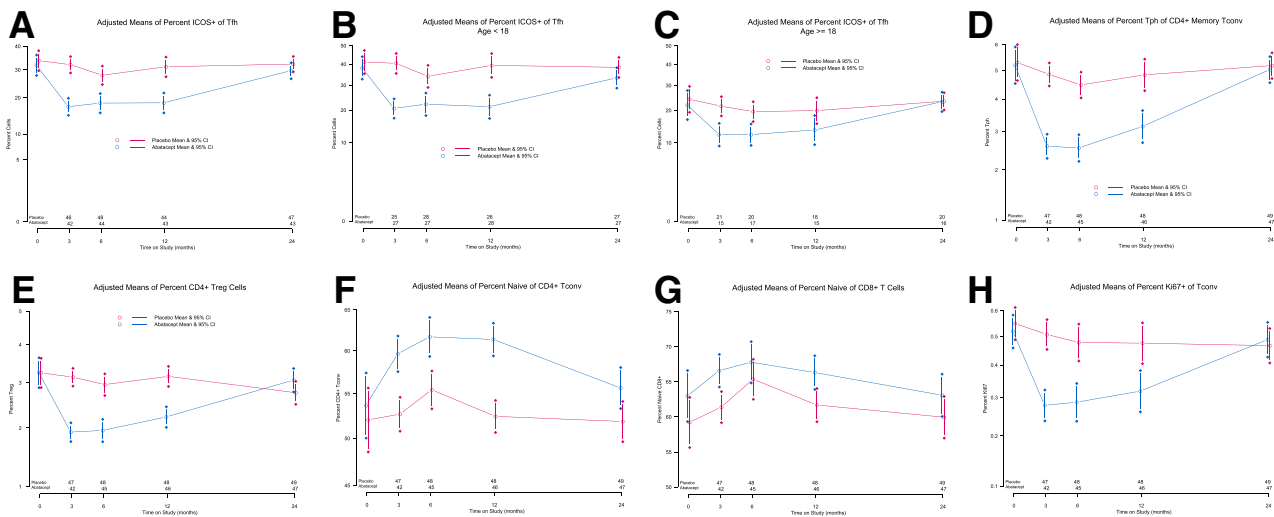 A
Adjusted Means of Percent ICOS+ of Tfh
40
30
20
10
5
0
Percent Cells
Placebo Mean & 95% CI
Abatacept Mean & 95% CI
Placebo 46 48 44 47
Abatacept 42 44 43 43
0 3 6 12 24
Time on Study (months)
B
Adjusted Means of Percent ICOS+ of Tfh
Age < 18
50
40
30
20
10
0
Percent Cells
Placebo Mean & 95% CI
Abatacept Mean & 95% CI
Placebo 25 28 26 27
Abatacept 27 27 28 27
0 3 6 12 24
Time on Study (months)
C
Adjusted Means of Percent ICOS+ of Tfh
Age >= 18
50
40
30
20
10
0
Percent Cells
Placebo Mean & 95% CI
Abatacept Mean & 95% CI
Placebo 21 20 18 20
Abatacept 15 17 15 16
0 3 6 12 24
Time on Study (months)
D
Adjusted Means of Percent Tph of CD4+ Memory Tconv
6
5
4
3
2
1
Percent Tph
Placebo Mean & 95% CI
Abatacept Mean & 95% CI
Placebo 47 48 48 49
Abatacept 42 45 46 47
0 3 6 12 24
Time on Study (months)
E
Adjusted Means of Percent CD4+ Treg Cells
5
4
3
2
1
Percent Treg
Placebo Mean & 95% CI
Abatacept Mean & 95% CI
Placebo 47 48 48 49
Abatacept 42 45 46 47
0 3 6 12 24
Time on Study (months)
F
Adjusted Means of Percent Naive of CD4+ Tconv
65
60
55
50
45
Percent CD4+ Tconv
Placebo 47 48 48 49
Abatacept 42 45 46 47
0 3 6 12 24
Time on Study (months)
G
Adjusted Means of Percent Naive of CD8+ T Cells
75
70
65
60
55
50
Percent Naive CD8+
Placebo 47 48 48 49
Abatacept 42 45 46 47
0 3 6 12 24
Time on Study (months)
H
Adjusted Means of Percent Ki67+ of Tconv
0.6
0.5
0.4
0.3
0.2
0.1
Percent Ki67
Placebo 47 48 48 49
Abatacept 42 45 46 47
0 3 6 12 24
Time on Study (months)